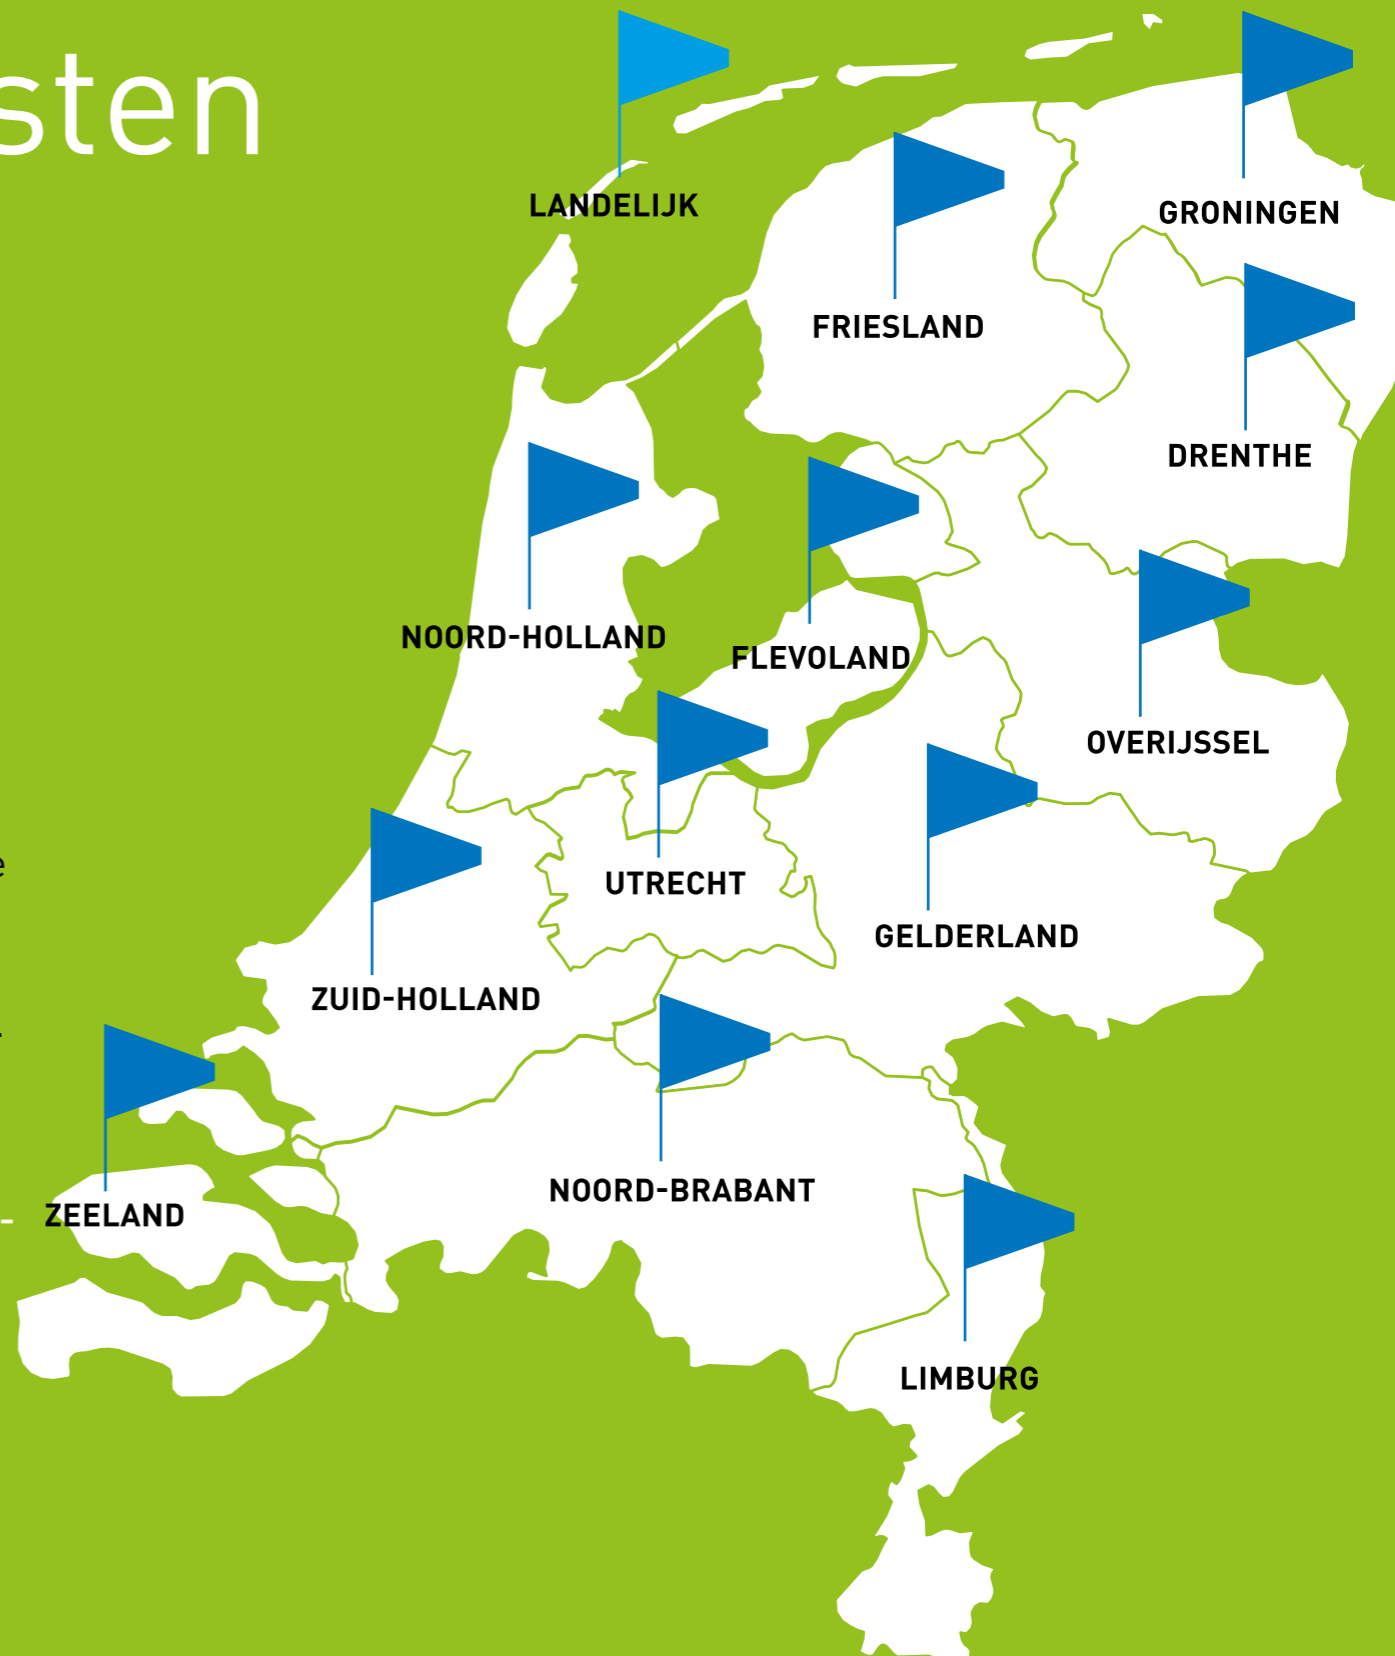 sten
LANDELIJK
GRONINGEN
FRIESLAND
DRENTHE
NOORD-HOLLAND
FLEVOLAND
OVERIJSSEL
e
UTRECHT
GELDERLAND
ZUID-HOLLAND
.
NOORD-BRABANT
ZEELAND
-
LIMBURG